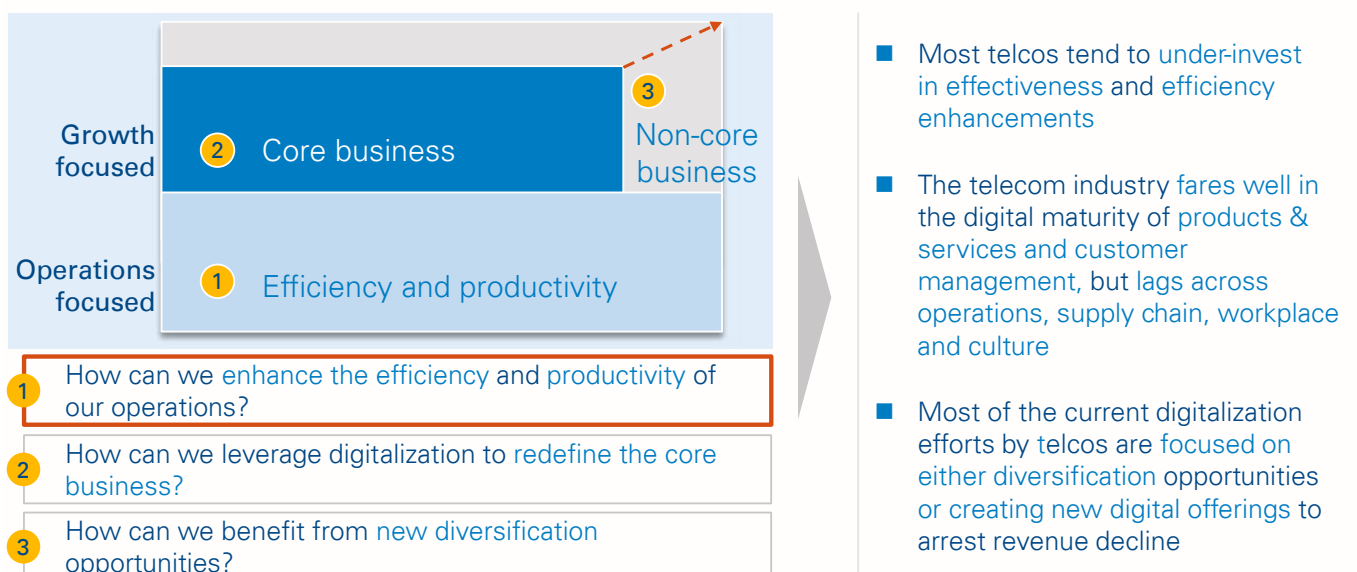 Growth
focused
2
Core business
3
Non-core
business
Operations
focused
1
Efficiency and productivity
1
How can we enhance the efficiency and productivity of
our operations?
2
How can we leverage digitalization to redefine the core
business?
3
How can we benefit from new diversification
opportunities?
Most telcos tend to under-invest
in effectiveness and efficiency
enhancements
The telecom industry fares well in
the digital maturity of products &
services and customer
management, but lags across
operations, supply chain, workplace
and culture
Most of the current digitalization
efforts by telcos are focused on
either diversification opportunities
or creating new digital offerings to
arrest revenue decline